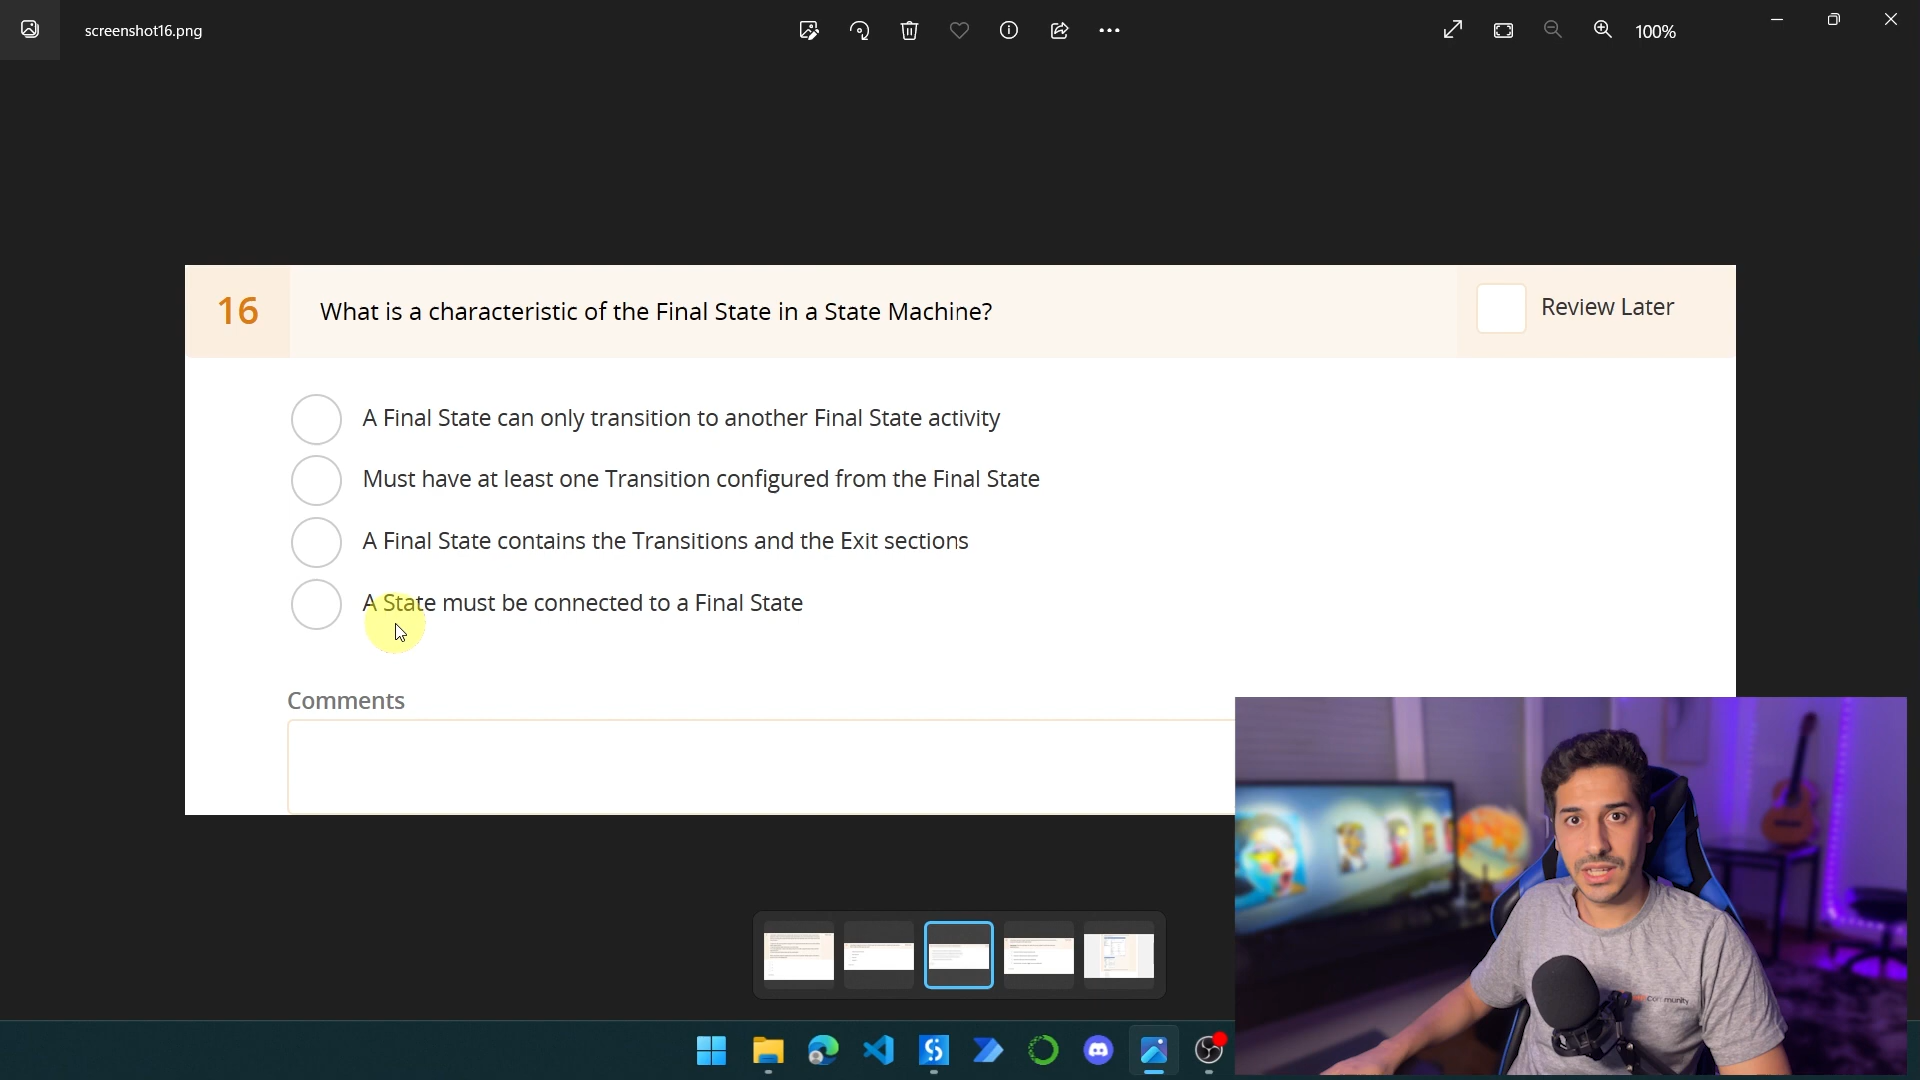 screenshot16.png
100%
16
What is a characteristic of the Final State in a State Machine?
Review Later
A Final State can only transition to another Final State activity
Must have at least one Transition configured from the Final State
A Final State contains the Transitions and the Exit sections
A State must be connected to a Final State
Comments